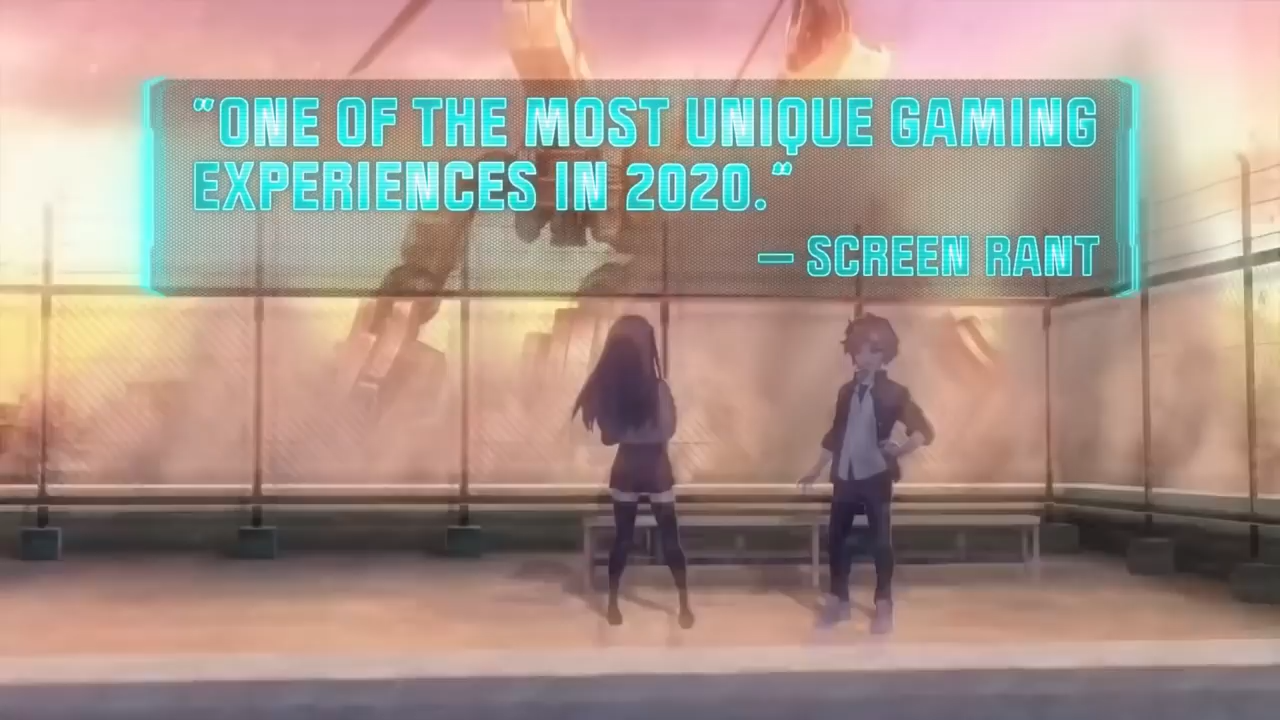 "ONE OF THE MOST UNIQUE GAMING
EXPERIENCES IN 2020."
— SCREEN RANT